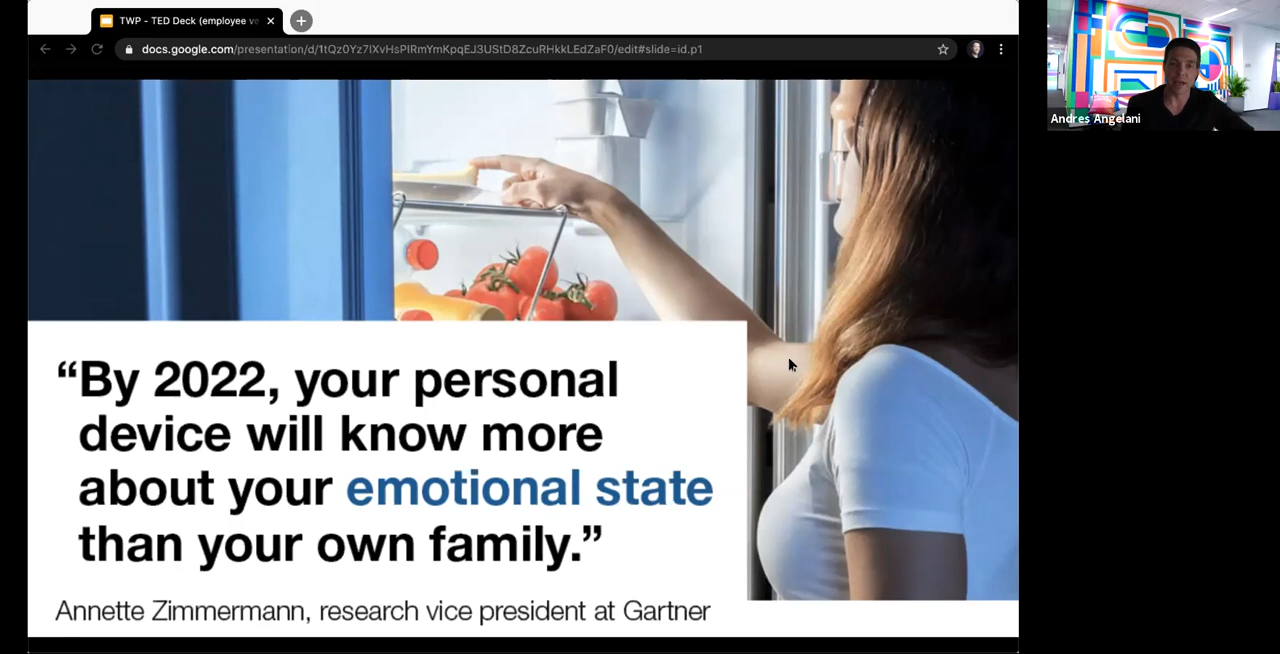 TWP - TED Deck (employee ve
docs.google.com/presentation/d/1tQz0Yz7lXvHsPIRmYmKpqEJ3UStD8ZcuRHkkLEdZaF0/edit#slide=id.p1
Andres Angelani
“By 2022, your personal
device will know more
about your emotional state
than your own family.”
Annette Zimmermann, research vice president at Gartner